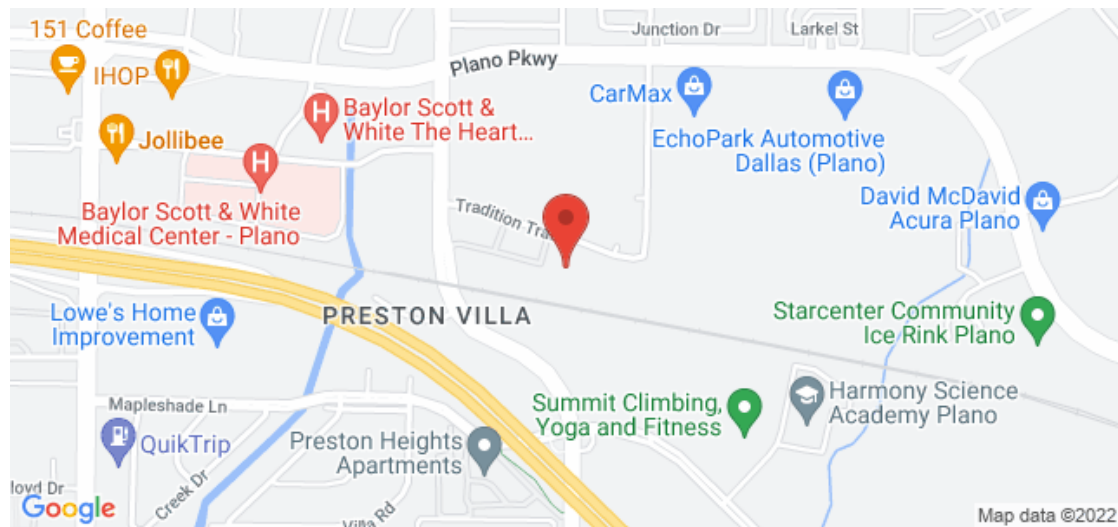 Junction Dr
Larkel St
151 Coffee
Plano Pkwy
IHOP
CarMax
Baylor Scott &
White The Heart...
Jollibee
EchoPark Automotive
Dallas (Plano)
David McDavid
Acura Plano
Tradition Tra
Baylor Scott & White
Medical Center - Plano
H
H
Lowe's Home
Improvement
PRESTON VILLA
Starcenter Community
Ice Rink Plano
Mapleshade Ln
Summit Climbing,
Yoga and Fitness
Harmony Science
Academy Plano
QuikTrip
Preston Heights
Apartments
Creek Dr
loyd Dr
Villa Rd
Google
Map data ©2022